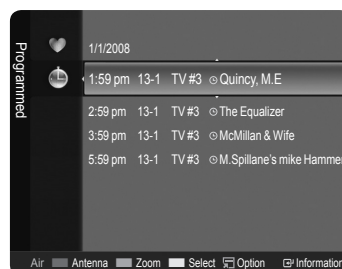 Programmed
1/1/2008
1:59 pm 13-1 TV #3 Quincy, M.E
2:59 pm 13-1 TV #3 The Equalizer
3:59 pm 13-1 TV #3 McMillan & Wife
5:59 pm 13-1 TV #3 M.Spillane's mike Hammer
Air Antenna Zoom Select Option Information